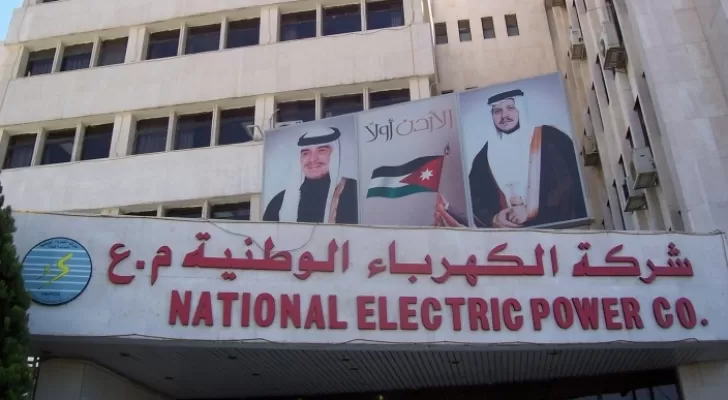 الأردن أولاً
شركة الكهرباء الوطنية م.ع
NATIONAL ELECTRIC POWER CO.